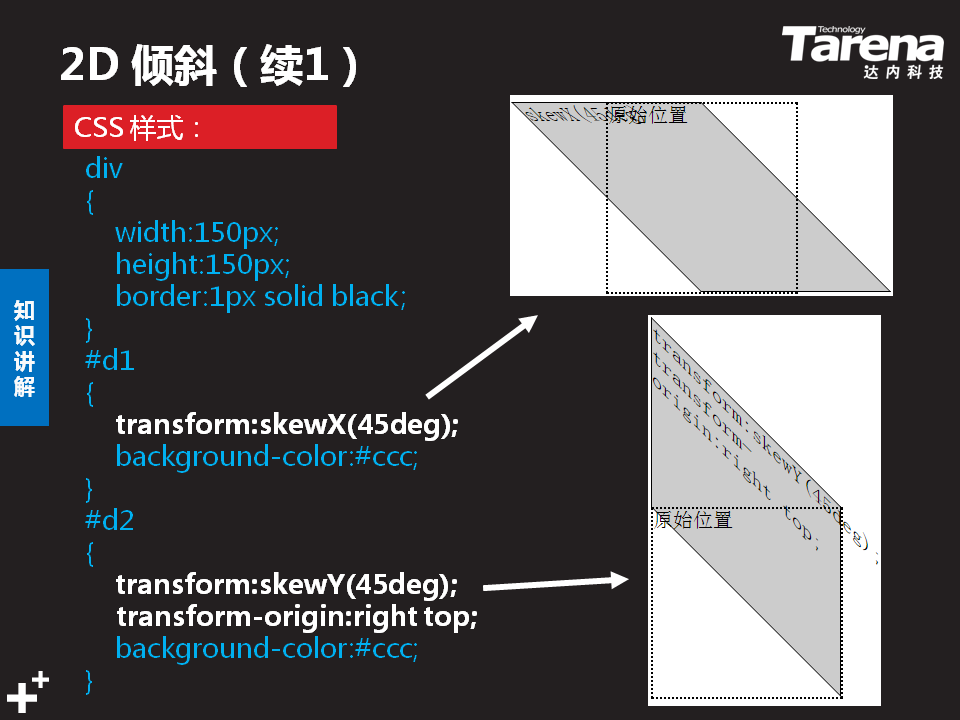 2D 倾斜（续1）
Technology
Tarena
达内科技
CSS 样式：
div
{
width:150px;
height:150px;
border:1px solid black;
}
#d1
{
transform:skewX(45deg);
background-color:#ccc;
}
#d2
{
transform:skewY(45deg);
transform-origin:right top;
background-color:#ccc;
}
知识讲解
原始位置
transform:skewY(45deg);
transform-
origin:right top;
原始位置